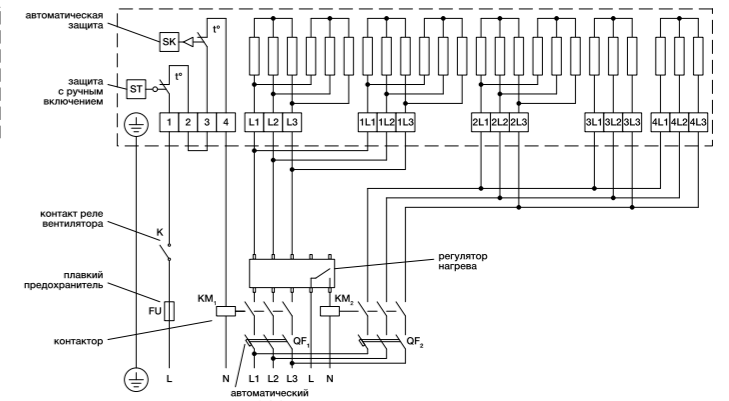 автоматическая
защита
SK
t°
защита
с ручным
включением
ST
t°
1 2 3 4 L1 L2 L3 1L1 1L2 1L3 2L1 2L2 2L3 3L1 3L2 3L3 4L1 4L2 4L3
контакт реле
вентилятора
K
регулятор
нагрева
плавкий
предохранитель
FU
KM1
KM2
контактор
QF1
QF2
L N L1 L2 L3 L N
автоматический